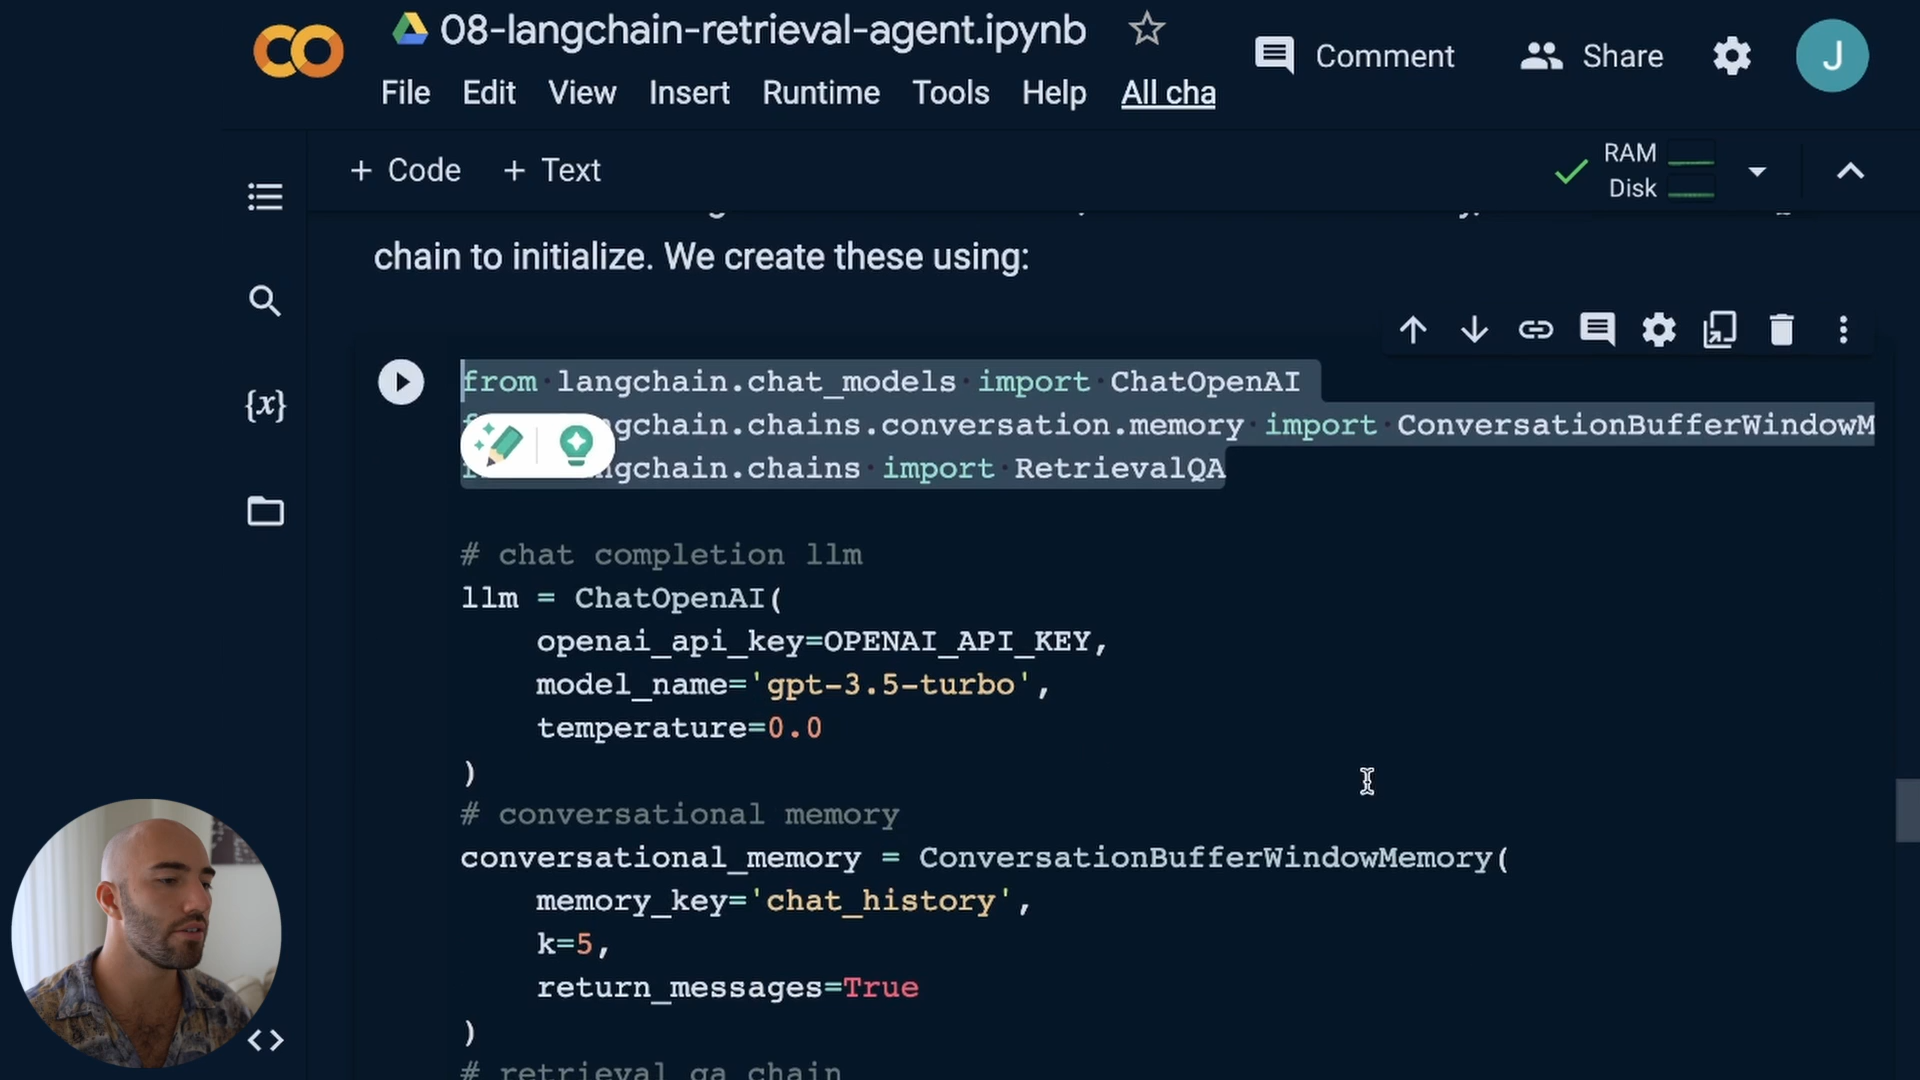 08-langchain-retrieval-agent.ipynb
Comment
Share
J
File Edit View Insert Runtime Tools Help All cha
+ Code + Text
RAM
Disk
chain to initialize. We create these using:
{x}
from langchain.chat_models import ChatOpenAI
ngchain.chains.conversation.memory import ConversationBufferWindowM
ngchain.chains import RetrievalQA
# chat completion llm
llm = ChatOpenAI(
openai_api_key=OPENAI_API_KEY,
model_name='gpt-3.5-turbo',
temperature=0.0
)
# conversational memory
conversational_memory = ConversationBufferWindowMemory(
memory_key='chat_history',
k=5,
return_messages=True
)
# retrieval qa chain